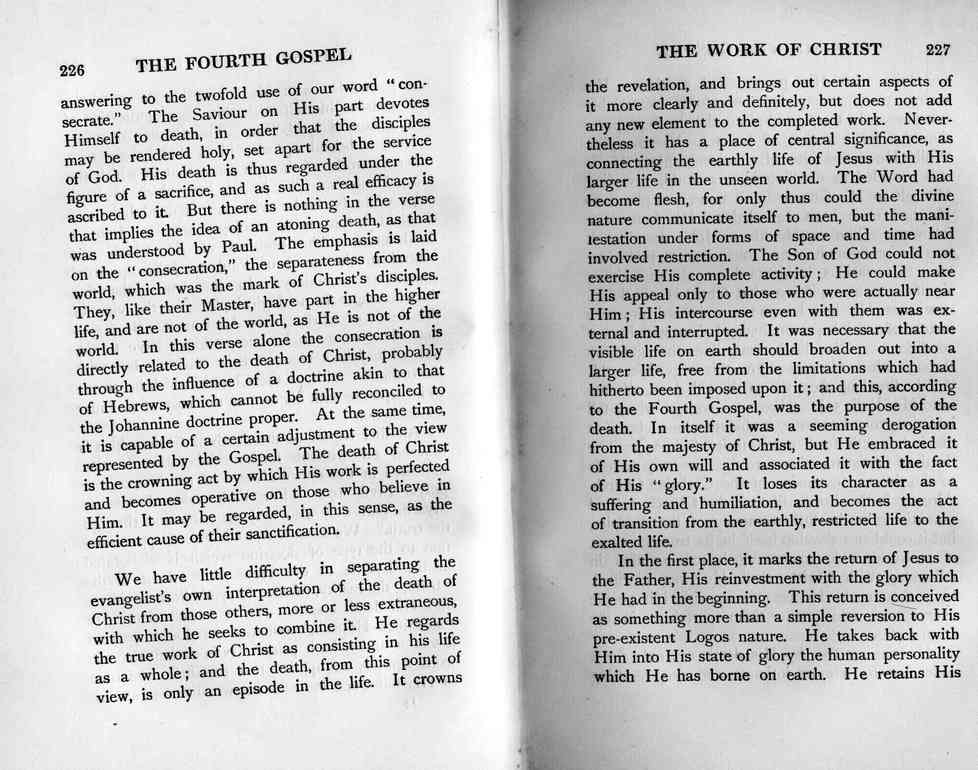 226 THE FOURTH GOSPEL
answering to the twofold use of our word “con-
secrate.” The Saviour on His part devotes
Himself to death, in order that the disciples
may be rendered holy, set apart for the service
of God. His death is thus regarded under the
figure of a sacrifice, and as such a real efficacy is
ascribed to it. But there is nothing in the verse
that implies the idea of an atoning death, as that
was understood by Paul. The emphasis is laid
on the “consecration,” the separateness from the
world, which was the mark of Christ’s disciples.
They, like their Master, have part in the higher
life, and are not of the world, as He is not of the
world. In this verse alone the consecration is
directly related to the death of Christ, probably
through the influence of a doctrine akin to that
of Hebrews, which cannot be fully reconciled to
the Johannine doctrine proper. At the same time,
it is capable of a certain adjustment to the view
represented by the Gospel. The death of Christ
is the crowning act by which His work is perfected
and becomes operative on those who believe in
Him. It may be regarded, in this sense, as the
efficient cause of their sanctification.
We have little difficulty in separating the
evangelist’s own interpretation of the death of
Christ from those others, more or less extraneous,
with which he seeks to combine it. He regards
the true work of Christ as consisting in his life
as a whole; and the death, from this point of
view, is only an episode in the life. It crowns
THE WORK OF CHRIST 227
the revelation, and brings out certain aspects of
it more clearly and definitely, but does not add
any new element to the completed work. Never-
theless it has a place of central significance, as
connecting the earthly life of Jesus with His
larger life in the unseen world. The Word had
become flesh, for only thus could the divine
nature communicate itself to men, but the mani-
festation under forms of space and time had
involved restriction. The Son of God could not
exercise His complete activity; He could make
His appeal only to those who were actually near
Him; His intercourse even with them was ex-
ternal and interrupted. It was necessary that the
visible life on earth should broaden out into a
larger life, free from the limitations which had
hitherto been imposed upon it; and this, according
to the Fourth Gospel, was the purpose of the
death. In itself it was a seeming derogation
from the majesty of Christ, but He embraced it
of His own will and associated it with the fact
of His “glory.” It loses its character as a
suffering and humiliation, and becomes the act
of transition from the earthly, restricted life to the
exalted life.
In the first place, it marks the return of Jesus to
the Father, His reinvestment with the glory which
He had in the beginning. This return is conceived
as something more than a simple reversion to His
pre-existent Logos nature. He takes back with
Him into His state of glory the human personality
which He has borne on earth. He retains His